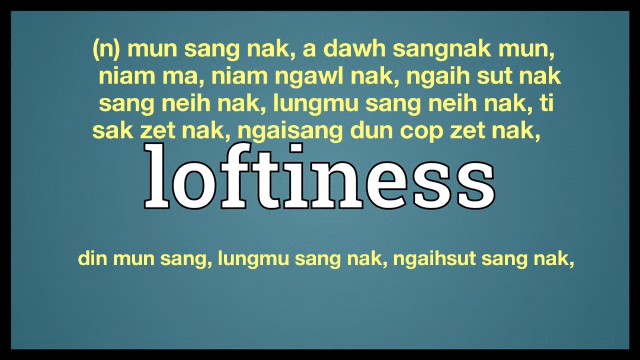 (n) mun sang nak, a dawh sangnak mun,
niam ma, niam ngawl nak, ngaih sut nak
sang neih nak, lungmu sang neih nak, ti
sak zet nak, ngaisang dun cop zet nak,
loftiness
din mun sang, lungmu sang nak, ngaihsut sang nak,